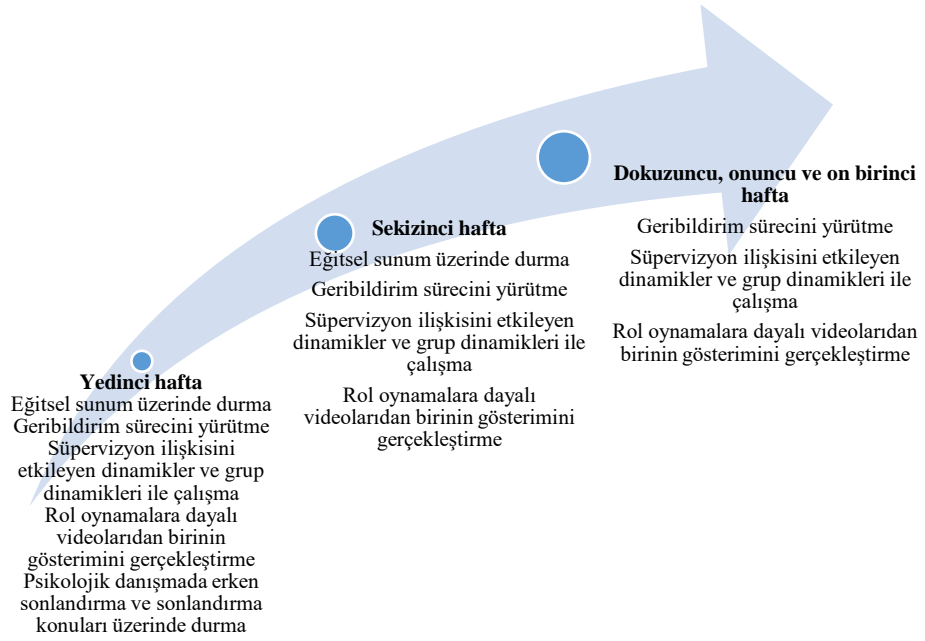 Yedinci hafta
Eğitsel sunum üzerinde durma
Geribildirim sürecini yürütme
Süpervizyon ilişkisini
etkileyen dinamikler ve grup
dinamikleri ile çalışma
Rol oynamalara dayalı
videolarıdan birinin
gösterimini gerçekleştirme
Psikolojik danışmada erken
sonlandırma ve sonlandırma
konuları üzerinde durma
Sekizinci hafta
Eğitsel sunum üzerinde durma
Geribildirim sürecini yürütme
Süpervizyon ilişkisini etkileyen
dinamikler ve grup dinamikleri ile
çalışma
Rol oynamalara dayalı
videolarıdan birinin gösterimini
gerçekleştirme
Dokuzuncu, onuncu ve on birinci
hafta
Geribildirim sürecini yürütme
Süpervizyon ilişkisini etkileyen
dinamikler ve grup dinamikleri ile
çalışma
Rol oynamalara dayalı videolarıdan
birinin gösterimini gerçekleştirme